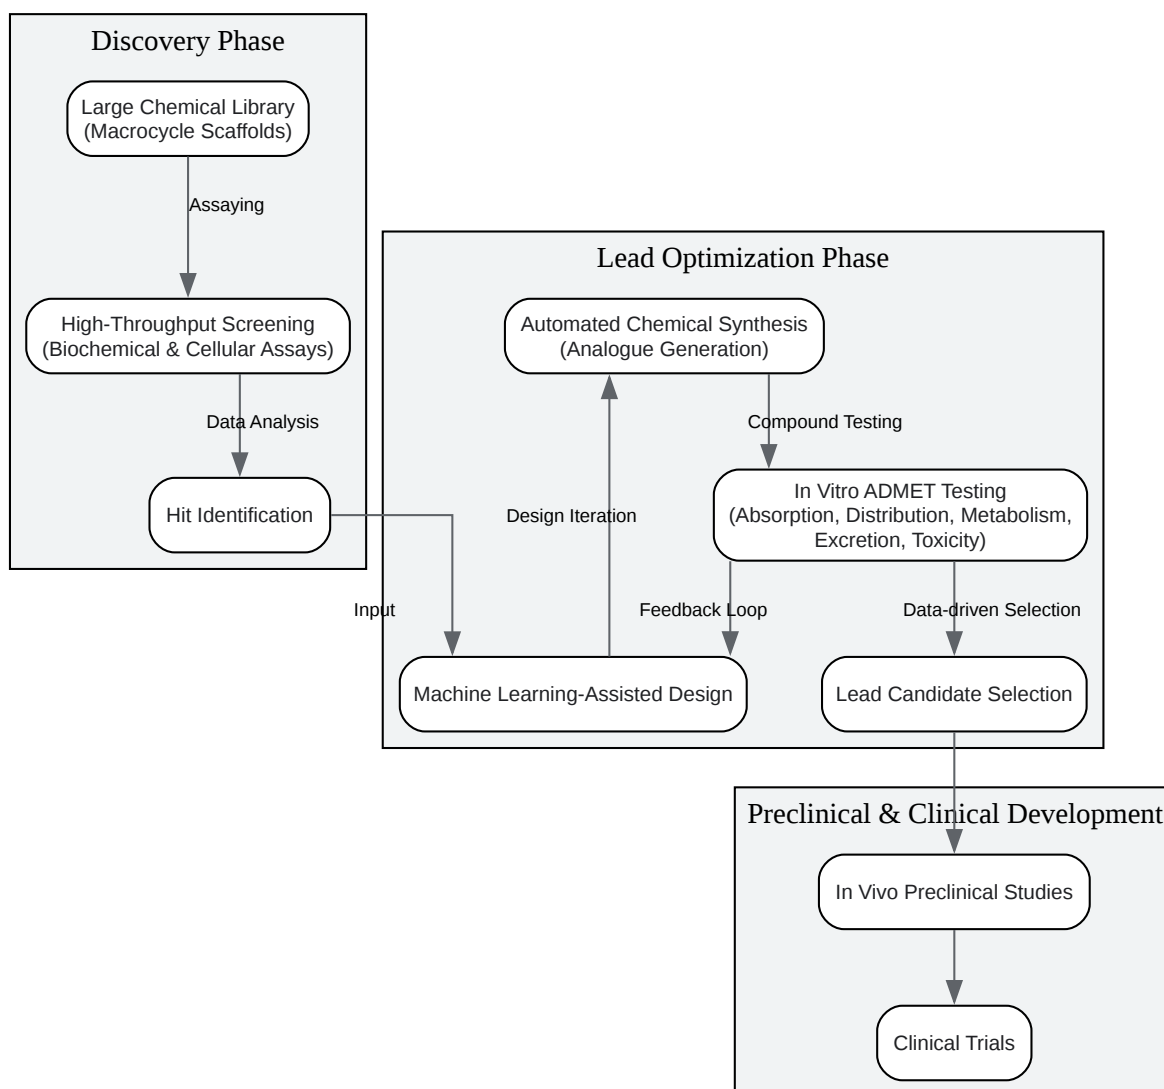 Discovery Phase
Large Chemical Library
(Macrocycle Scaffolds)
Assaying
High-Throughput Screening
(Biochemical & Cellular Assays)
Data Analysis
Hit Identification
Input
Lead Optimization Phase
Automated Chemical Synthesis
(Analogue Generation)
Compound Testing
In Vitro ADMET Testing
(Absorption, Distribution, Metabolism,
Excretion, Toxicity)
Design Iteration
Feedback Loop
Data-driven Selection
Machine Learning-Assisted Design
Lead Candidate Selection
Preclinical & Clinical Development
In Vivo Preclinical Studies
Clinical Trials